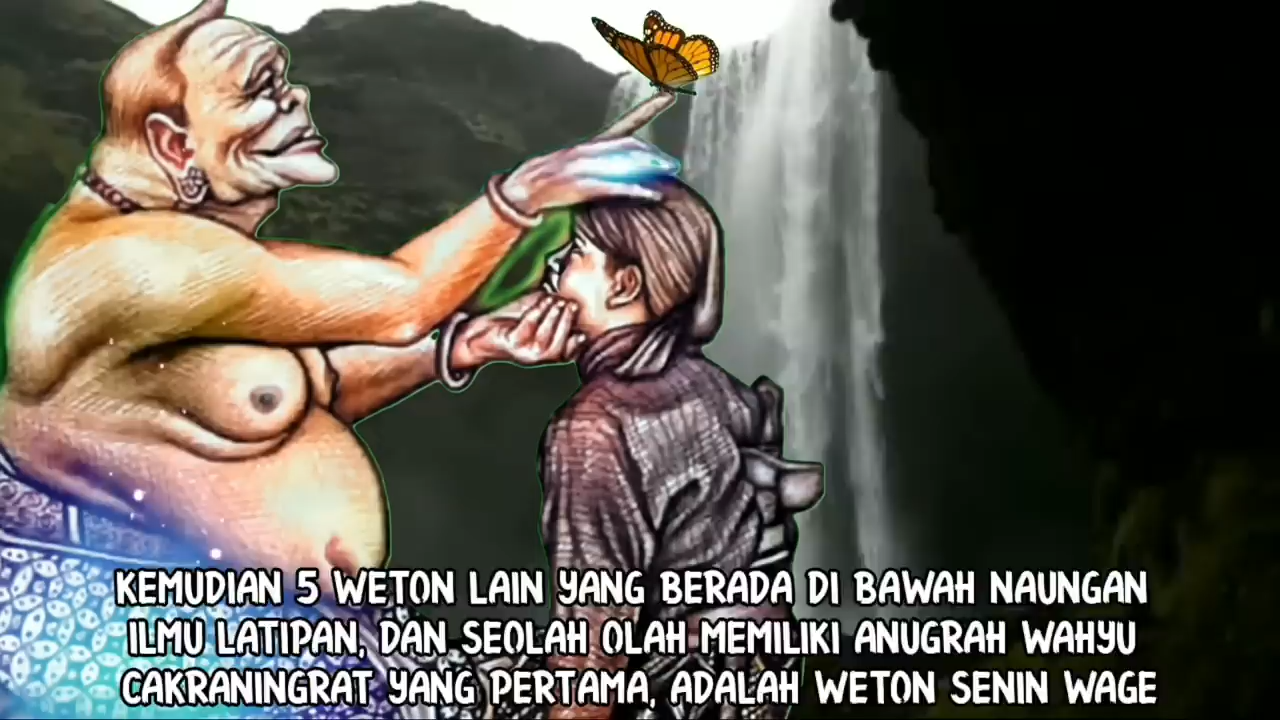 KEMUDIAN 5 WETON LAIN YANG BERADA DI BAWAH NAUNGAN
ILMU LATIPAN, DAN SEOLAH OLAH MEMILIKI ANUGRAH WAHYU
CAKRANINGRAT YANG PERTAMA, ADALAH WETON SENIN WAGE